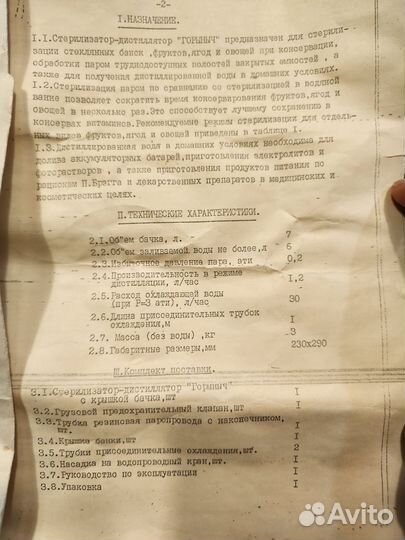 -2-
I.НАЗНАЧЕНИЕ.
I.I.Стерилизатор-дистиллятор "ГОРЫНЫЧ" предназначен для стерили-
зации стеклянных банок ,фруктов,ягод и овощей при консервации,
обработки паром труднодоступных полостей закрытых емкостей , а
также для получения дистиллированной воды в домашних условиях.
I.2.Стерилизация паром по сравнению со стерилизацией в водяной
ванне позволяет сократить время консервирования фруктов,ягод и
овощей в несколько раз.Это способствует лучшему сохранению в
консервах витаминов.Рекомендуемые режимы стерилизации для отдель-
ных видов фруктов,ягод и овощей приведены в таблице I.
I.3.Дистиллированная вода в домашних условиях необходима для
долива аккумуляторных батарей,приготовления электролитов и
фоторастворов , а также приготовления продуктов питания по
рационам П.Брэгга и лекарственных препаратов в медицинских и
косметических целях.
П.ТЕХНИЧЕСКИЕ ХАРАКТЕРИСТИКИ.
2.I.Объем бачка, л. 7
2.2.Объем заливаемой воды не более,л 6
2.3.Избыточное давление пара, ати 0,2
2.4.Производительность в режиме
дистилляции, л/час I,2
2.5.Расход охлаждающей воды
(при Р=3 ати), л/час 30
2.6.Длина присоединительных трубок
охлаждения,м I
2.7. Масса (без воды) ,кг 3
2.8.Габаритные размеры,мм 230х290
Ш.Комплект поставки.
3.I.Стерилизатор-дистиллятор "Горыныч"
с крышкой бачка,шт I
3.2.Грузовой предохранительный клапан,шт I
3.3.Трубка резиновая паропровода с наконечником,
шт. I
3.4.Крышка банки,шт I
3.5.Трубки присоединительные охлаждения,шт. 2
3.6.Насадка на водопроводный кран,шт. I
3.7.Руководство по эксплуатации I
3.8.Упаковка I
Avito